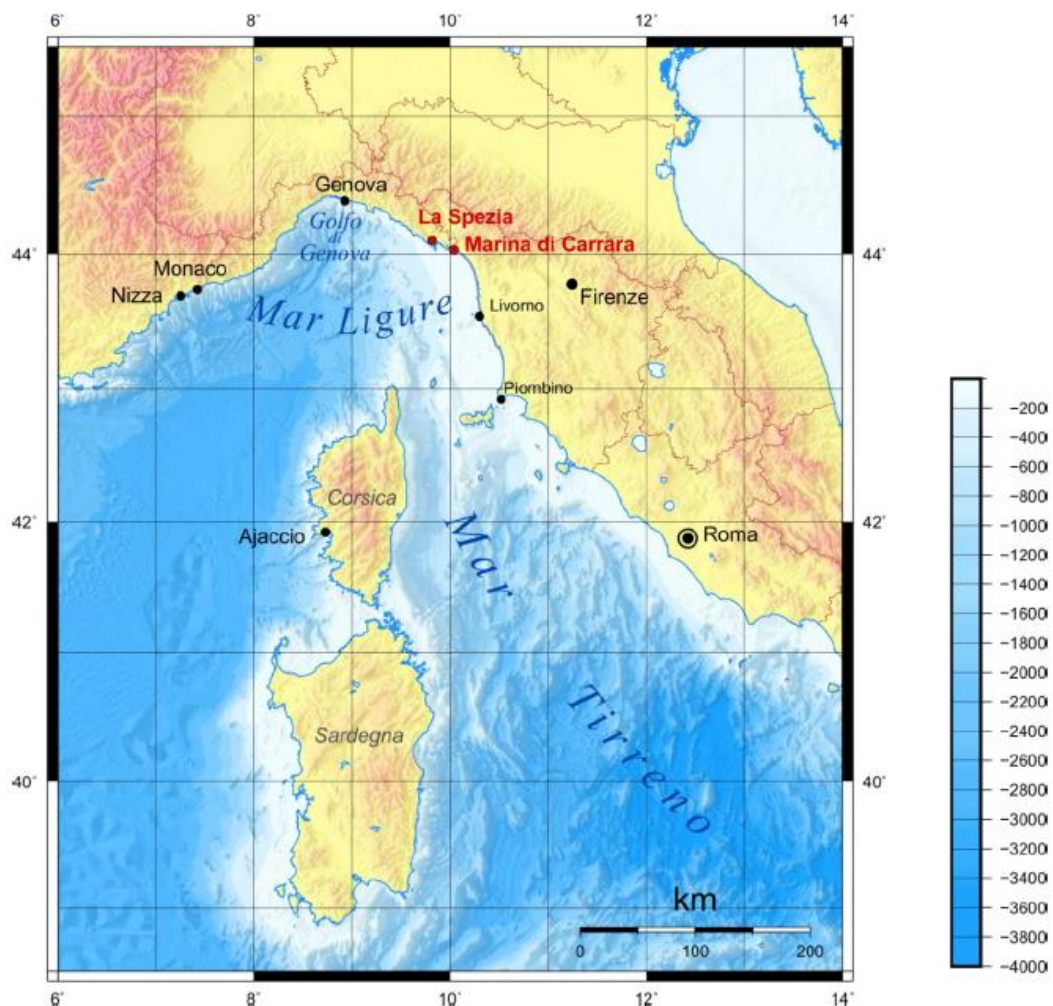 6° 8° 10° 12° 14°
Genova
La Spezia
Golfo
di
Genova
Marina di Carrara
44° 44°
Monaco
Nizza
Firenze
Mar Ligure
Livorno
Piombino
Corsica
42° 42°
Mar
Ajaccio
Roma
Tirreno
Sardegna
40° 40°
km
0 100 200
6° 8° 10° 12° 14°
−200
−400
−600
−800
−1000
−1200
−1400
−1600
−1800
−2000
−2200
−2400
−2600
−2800
−3000
−3200
−3400
−3600
−3800
−4000